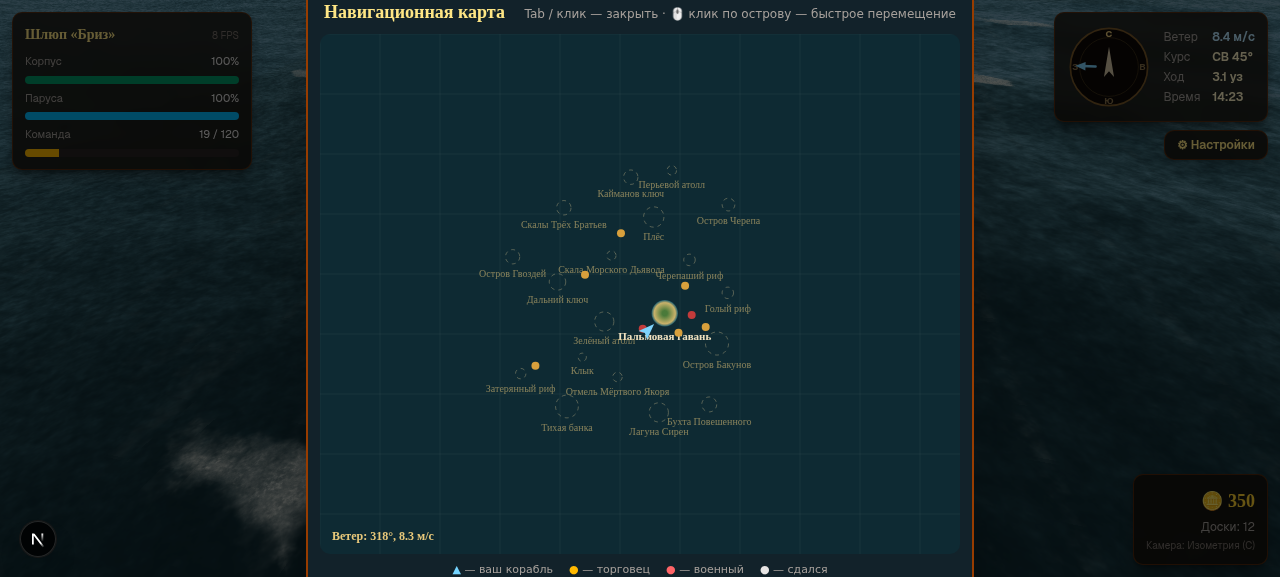 Навигационная карта
Tab / клик — закрыть · 🖱️ клик по острову — быстрое перемещение
Шлюп «Бриз»
8 FPS
Корпус
100%
Паруса
100%
Команда
19 / 120
С
В
Ю
З
Ветер
8.4 м/с
Курс
СВ 45°
Ход
3.1 уз
Время
14:23
⚙ Настройки
Перьевой атолл
Кайманов ключ
Остров Черепа
Скалы Трёх Братьев
Плёс
Остров Гвоздей
Скала Морского Дьявола
Черепаший риф
Дальний ключ
Голый риф
Пальмовая гавань
Зелёный атолл
Остров Бакунов
Клык
Затерянный риф
Отмель Мёртвого Якоря
Бухта Повешенного
Тихая банка
Лагуна Сирен
Ветер: 318°, 8.3 м/с
▲ — ваш корабль
● — торговец
● — военный
● — сдался
N
🪙 350
Доски: 12
Камера: Изометрия (C)